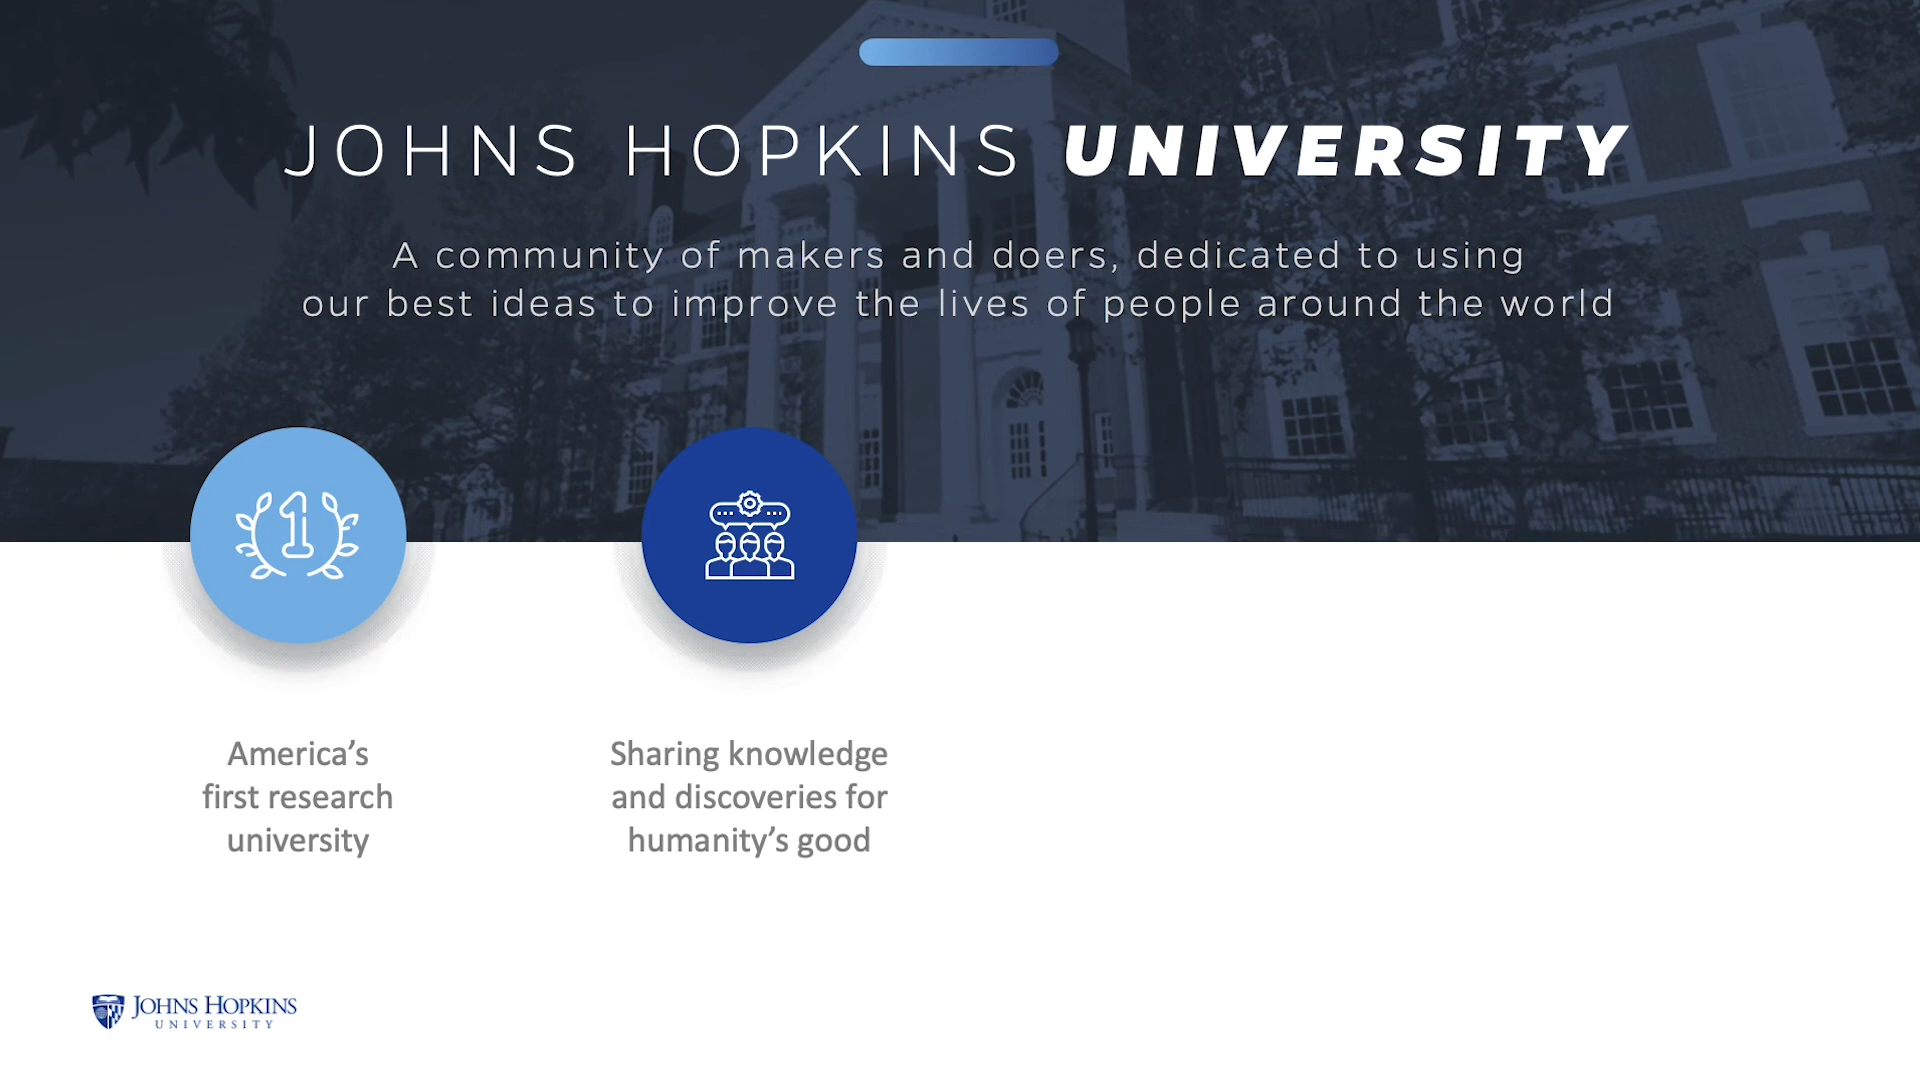 JOHNS HOPKINS UNIVERSITY
A community of makers and doers, dedicated to using
our best ideas to improve the lives of people around the world
1
America’s
first research
university
Sharing knowledge
and discoveries for
humanity’s good
JOHNS HOPKINS
UNIVERSITY